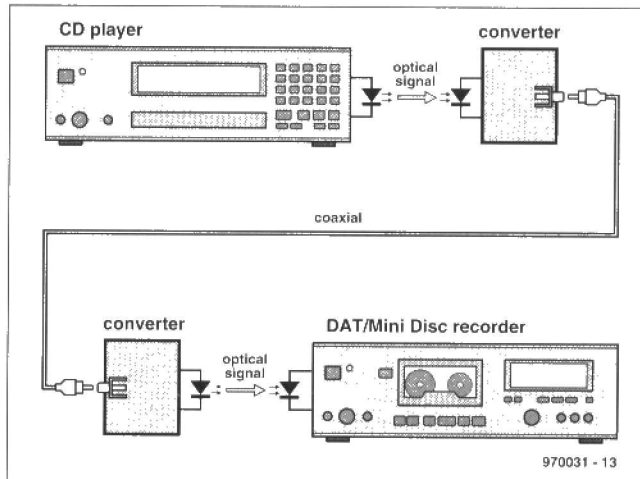 CD player
converter
optical
signal
coaxial
converter
DAT/Mini Disc recorder
optical
signal
970031 - 13